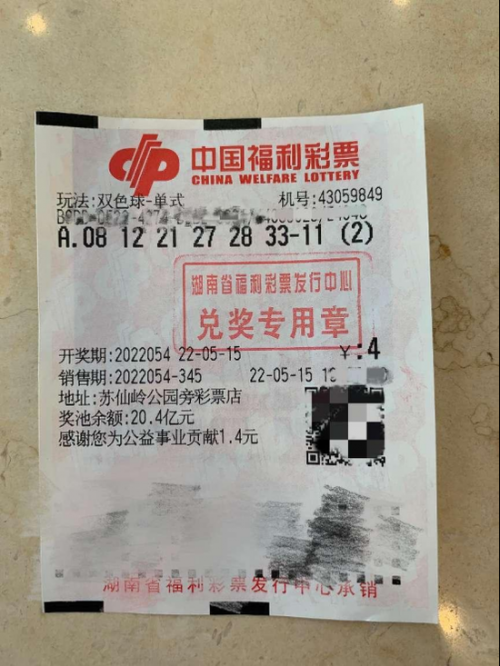 中国福利彩票
CHINA WELFARE LOTTERY
玩法:双色球-单式 机号:43059849
A.08 12 21 27 28 33-11 (2)
湖南省福利彩票发行中心
兑奖专用章
开奖期:2022054 22-05-15 ¥:4
销售期:2022054-345 22-05-15
地址:苏仙岭公园旁彩票店
奖池余额:20.4亿元
感谢您为公益事业贡献1.4元
湖南省福利彩票发行中心承销